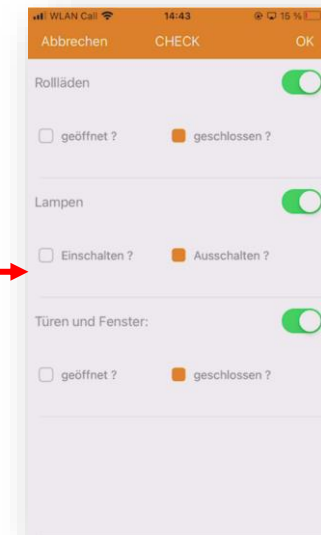 WLAN Call 14:43 15 %
Abbrechen CHECK OK
Rollläden
geöffnet ? geschlossen ?
Lampen
Einschalten ? Ausschalten ?
Türen und Fenster:
geöffnet ? geschlossen ?